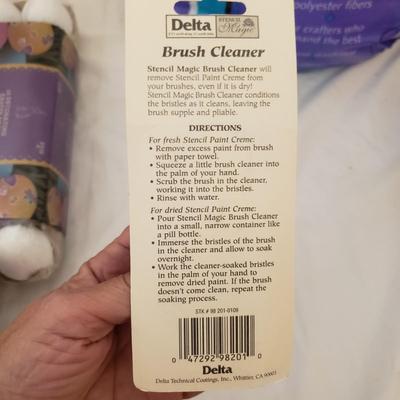 Delta
STENCIL
Magic
Brush Cleaner
Stencil Magic Brush Cleaner will
remove Stencil Paint Creme from
your brushes, even if it is dry!
Stencil Magic Brush Cleaner conditions
the bristles as it cleans, leaving the
brush supple and pliable.
DIRECTIONS
For fresh Stencil Paint Creme:
• Remove excess paint from brush
with paper towel.
• Squeeze a little brush cleaner into
the palm of your hand.
• Scrub the brush in the cleaner,
working it into the bristles.
• Rinse with water.
For dried Stencil Paint Creme:
• Pour Stencil Magic Brush Cleaner
into a small, narrow container like
a pill bottle.
• Immerse the bristles of the brush
in the cleaner and allow to soak
overnight.
• Work the cleaner-soaked bristles
in the palm of your hand to
remove dried paint. If the brush
doesn't come clean, repeat the
soaking process.
STK # 98 201-0109
0 47292 98201 0
Delta
Delta Technical Coatings, Inc., Whittier, CA 90601
polyester fibers
crafters who
the best